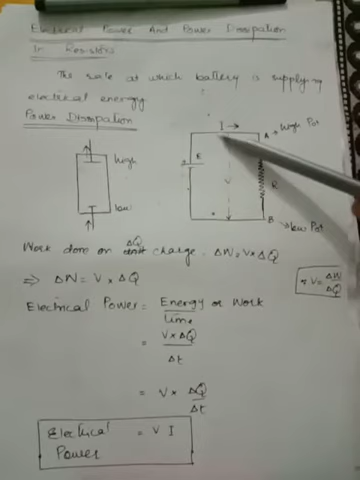 Electrical Power And Power Dissipation
In Resistors
The rate at which battery is supplying
electrical energy
Power Dissipation
high
low
I →
A → High Pot
E
V
R
B
→ low Pot
Work done on ΔQ charge. ΔW = V × ΔQ
⇒ ΔW = V × ΔQ
∵ V = ΔW/ΔQ
Electrical Power = Energy or Work
Time
= V × ΔQ
Δt
= V × ΔQ
Δt
Electrical = V I
Power